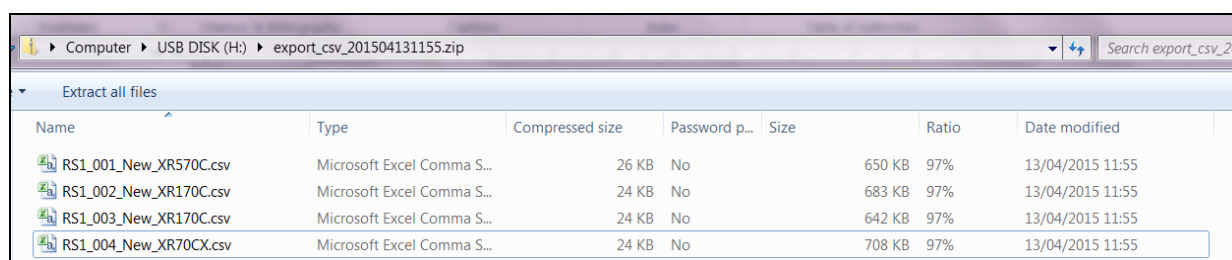 Computer ▸ USB DISK (H:) ▸ export_csv_201504131155.zip Search export_csv_2
Extract all files
Name Type Compressed size Password p... Size Ratio Date modified
RS1_001_New_XR570C.csv Microsoft Excel Comma S... 26 KB No 650 KB 97% 13/04/2015 11:55
RS1_002_New_XR170C.csv Microsoft Excel Comma S... 24 KB No 683 KB 97% 13/04/2015 11:55
RS1_003_New_XR170C.csv Microsoft Excel Comma S... 24 KB No 642 KB 97% 13/04/2015 11:55
RS1_004_New_XR70CX.csv Microsoft Excel Comma S... 24 KB No 708 KB 97% 13/04/2015 11:55